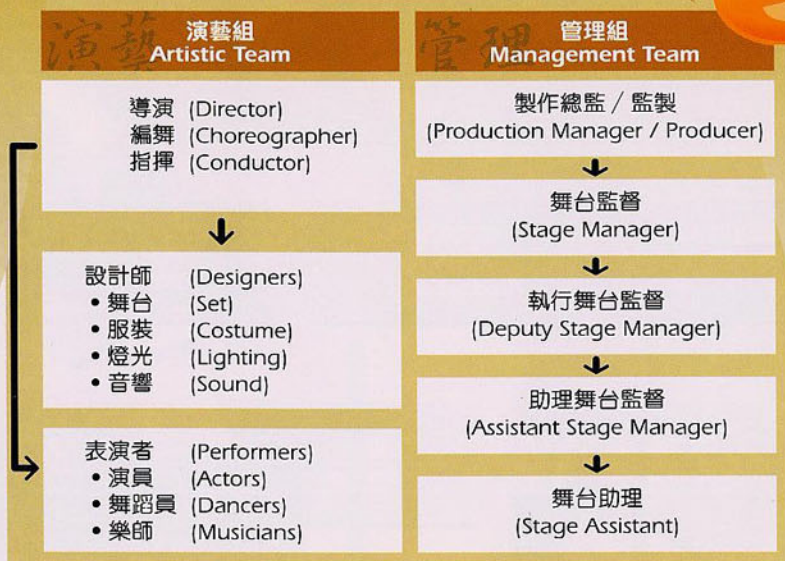 演藝組
Artistic Team
導演 (Director)
編舞 (Choreographer)
指揮 (Conductor)
設計師 (Designers)
• 舞台 (Set)
• 服裝 (Costume)
• 燈光 (Lighting)
• 音響 (Sound)
表演者 (Performers)
• 演員 (Actors)
• 舞蹈員 (Dancers)
• 樂師 (Musicians)
管理組
Management Team
製作總監 / 監製
(Production Manager / Producer)
舞台監督
(Stage Manager)
執行舞台監督
(Deputy Stage Manager)
助理舞台監督
(Assistant Stage Manager)
舞台助理
(Stage Assistant)
演藝
管理